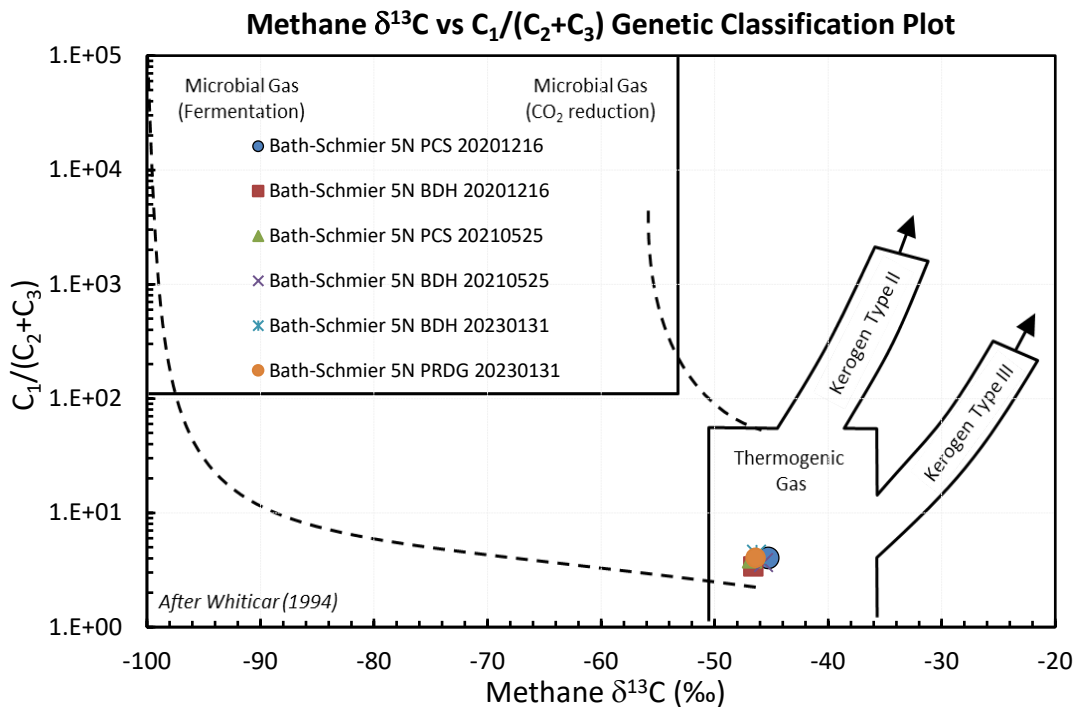 Methane δ¹³C vs C₁/(C₂+C₃) Genetic Classification Plot
C₁/(C₂+C₃)
1.E+05
1.E+04
1.E+03
1.E+02
1.E+01
1.E+00
Microbial Gas
(Fermentation)
Microbial Gas
(CO₂ reduction)
Bath-Schmier 5N PCS 20201216
Bath-Schmier 5N BDH 20201216
Bath-Schmier 5N PCS 20210525
Bath-Schmier 5N BDH 20210525
Bath-Schmier 5N BDH 20230131
Bath-Schmier 5N PRDG 20230131
Kerogen Type II
Kerogen Type III
Thermogenic
Gas
After Whiticar (1994)
-100 -90 -80 -70 -60 -50 -40 -30 -20
Methane δ¹³C (‰)